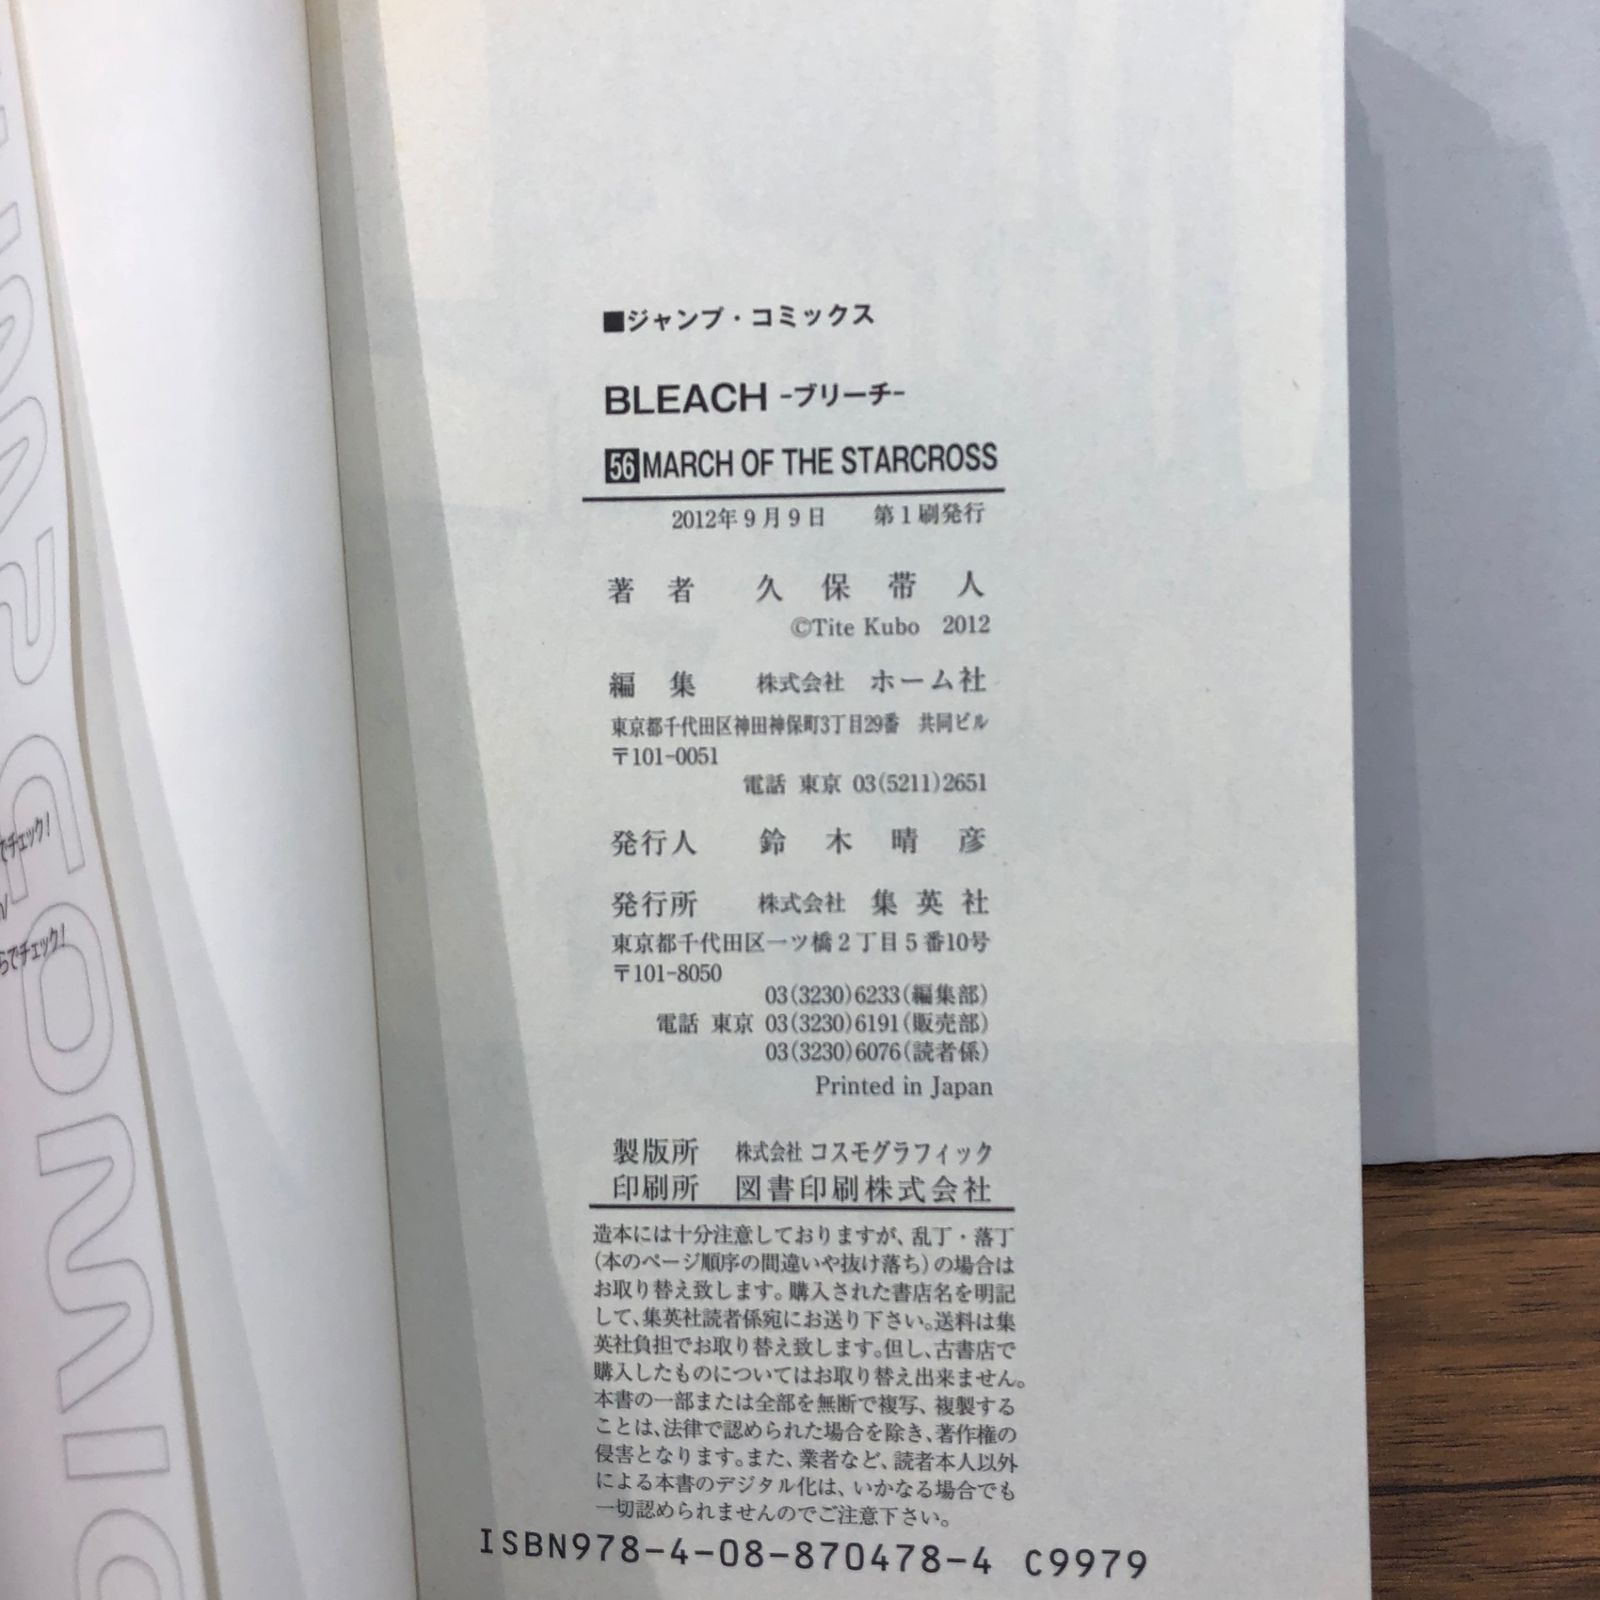 ■ジャンプ・コミックス
BLEACH -ブリーチ-
56 MARCH OF THE STARCROSS
2012年9月9日 第1刷発行
著者 久保帯人
©Tite Kubo 2012
編集 株式会社 ホーム社
東京都千代田区神田神保町3丁目29番 共同ビル
〒101-0051
電話 東京 03(5211)2651
発行人 鈴木晴彦
発行所 株式会社 集英社
東京都千代田区一ツ橋2丁目5番10号
〒101-8050
03(3230)6233(編集部)
電話 東京 03(3230)6191(販売部)
03(3230)6076(読者係)
Printed in Japan
製版所 株式会社 コスモグラフィック
印刷所 図書印刷株式会社
造本には十分注意しておりますが、乱丁・落丁
(本のページ順序の間違いや抜け落ち)の場合は
お取り替え致します。購入された書店名を明記
して、集英社読者係宛にお送り下さい。送料は集
英社負担でお取り替え致します。但し、古書店で
購入したものについてはお取り替え出来ません。
本書の一部または全部を無断で複写、複製する
ことは、法律で認められた場合を除き、著作権の
侵害となります。また、業者など、読者本人以外
による本書のデジタル化は、いかなる場合でも
一切認められませんのでご注意下さい。
ISBN978-4-08-870478-4 C9979
でチェック!
らでチェック!
COMIC